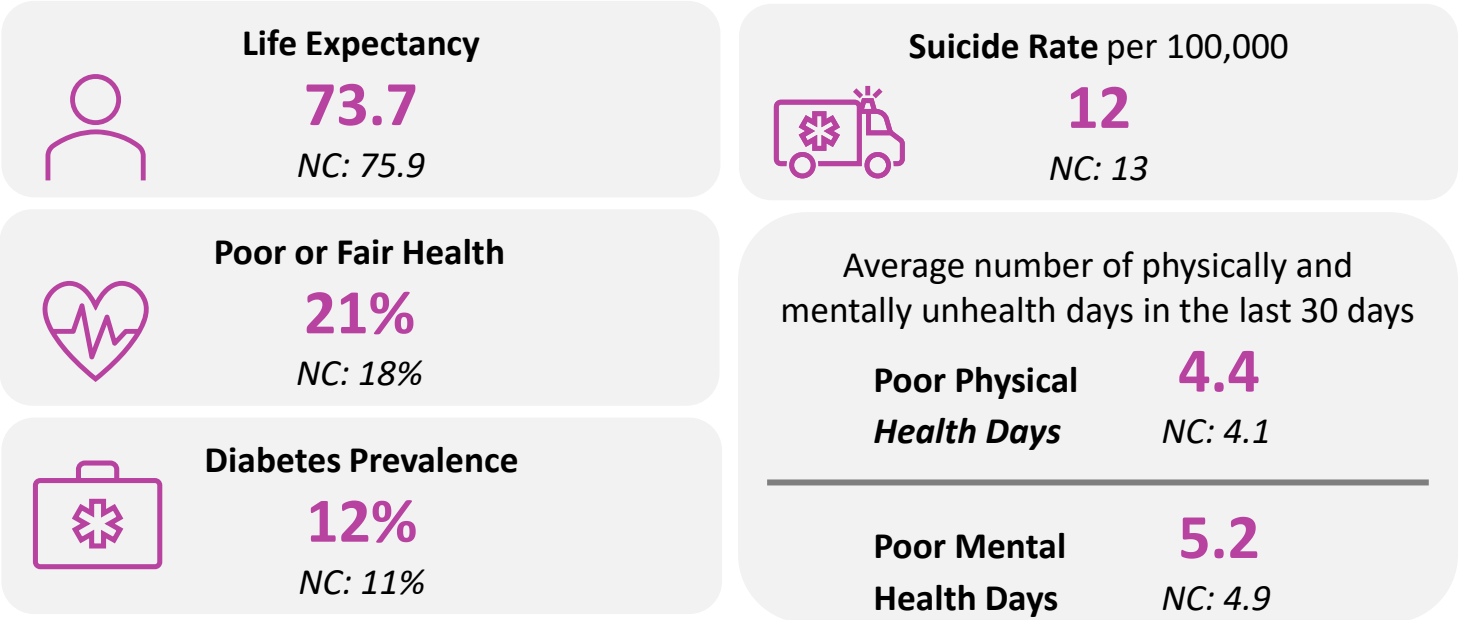 Life Expectancy
73.7
NC: 75.9
Poor or Fair Health
21%
NC: 18%
Diabetes Prevalence
12%
NC: 11%
Suicide Rate per 100,000
12
NC: 13
Average number of physically and
mentally unhealth days in the last 30 days
Poor Physical 4.4
Health Days NC: 4.1
Poor Mental 5.2
Health Days NC: 4.9